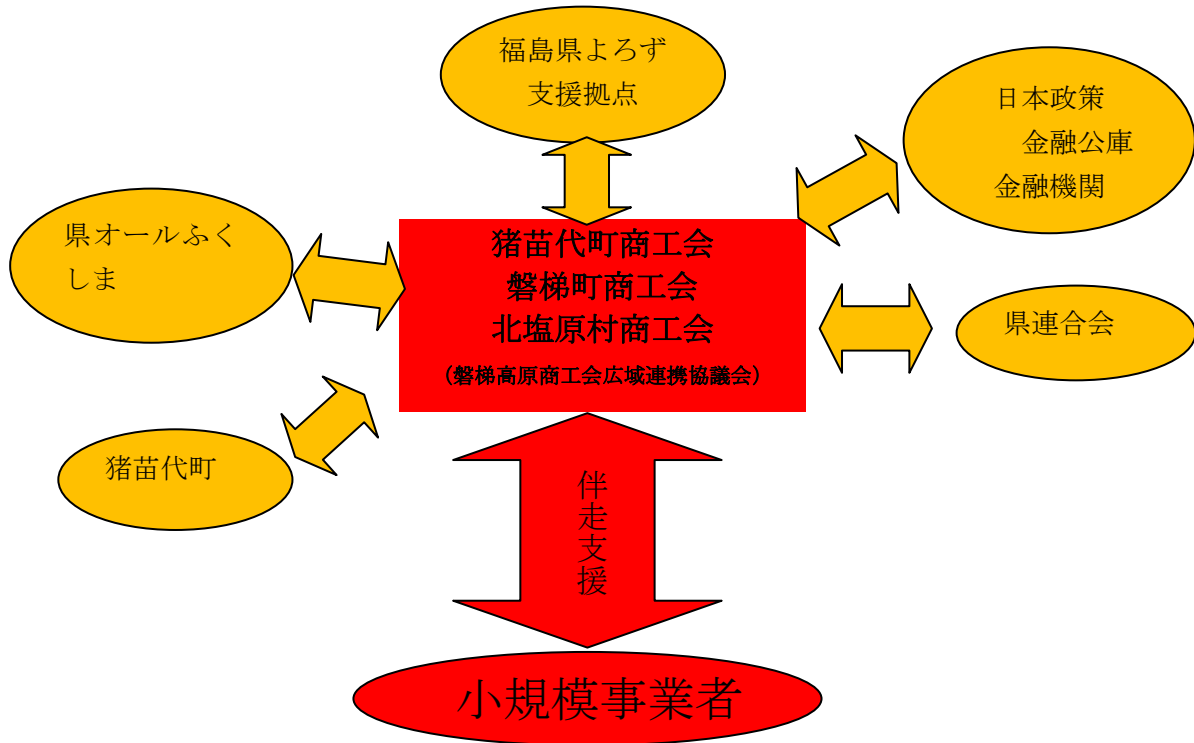 福島県よろず
支援拠点
日本政策
金融公庫
金融機関
県オールふく
しま
猪苗代町商工会
磐梯町商工会
北塩原村商工会
（磐梯高原商工会広域連携協議会）
県連合会
猪苗代町
伴走支援
小規模事業者